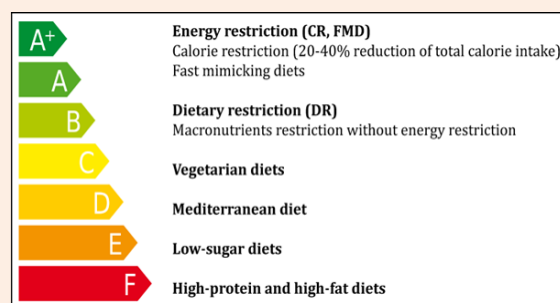 A+
Energy restriction (CR, FMD)
Calorie restriction (20-40% reduction of total calorie intake)
A
Fast mimicking diets
B
Dietary restriction (DR)
Macronutrients restriction without energy restriction
C
Vegetarian diets
D
Mediterranean diet
E
Low-sugar diets
F
High-protein and high-fat diets